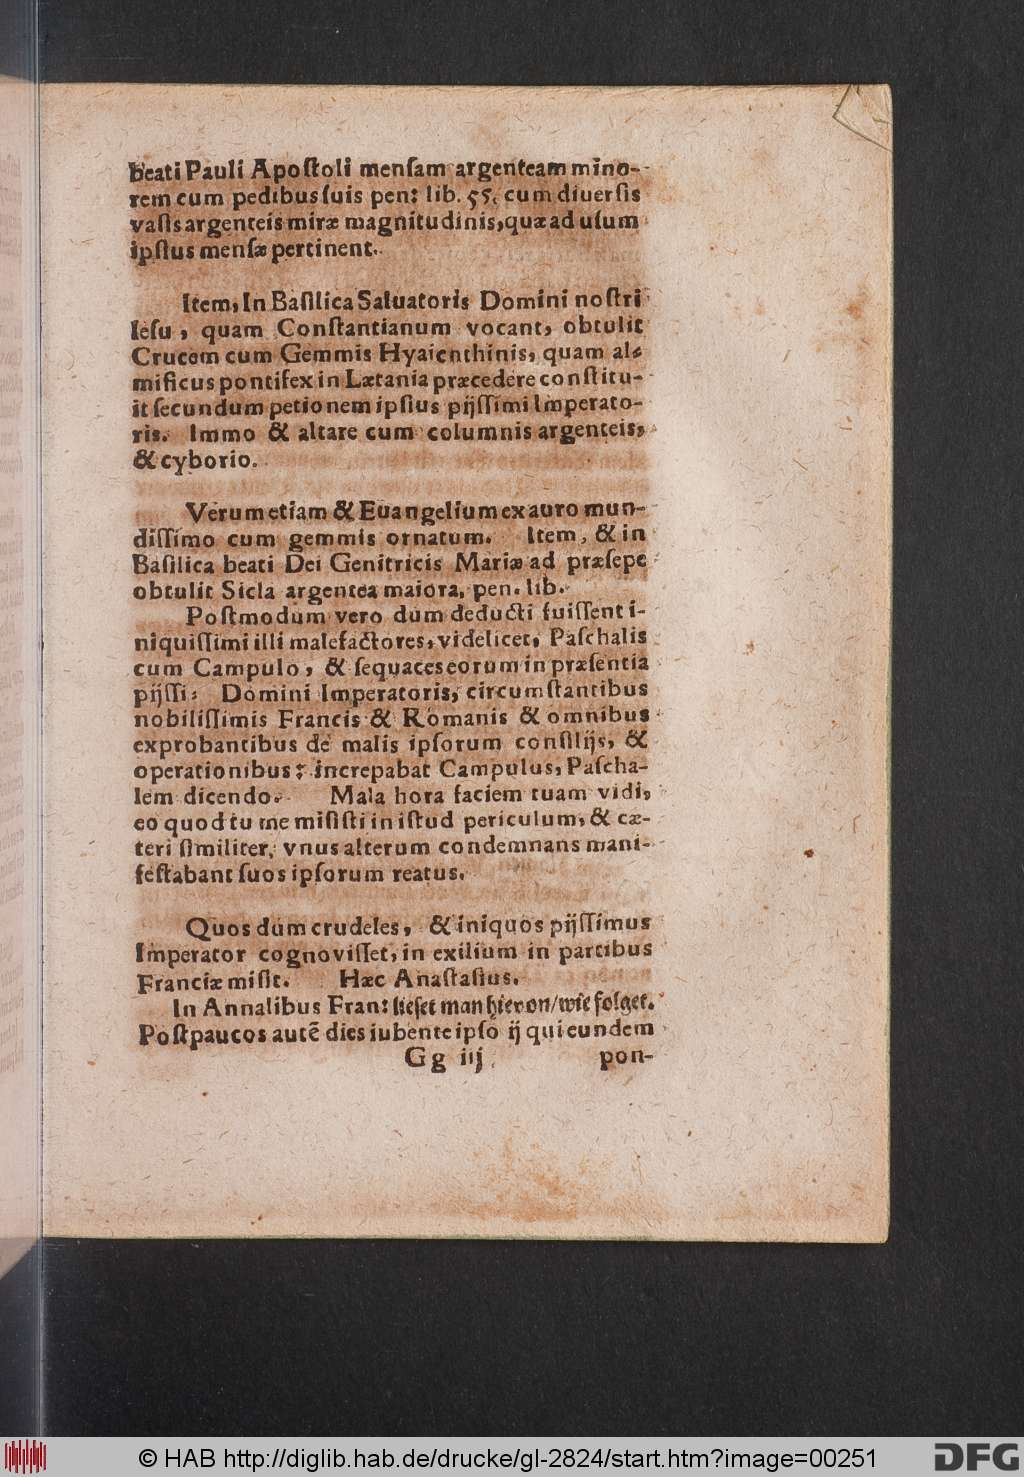 beati Pauli Apoſtoli menſam argenteam mino-
rem cum pedibus ſuis pen: lib. 55. cum diuerſis
vaſis argenteis miræ magnitudinis, quæ ad uſum
ipſius menſæ pertinent.
Item, In Baſilica Saluatoris Domini noſtri
Ieſu, quam Conſtantianum vocant, obtulit
Crucem cum Gemmis Hyaicnthinis, quam al-
mificus pontifex in Lætania præcedere conſtitu-
it ſecundum petionem ipſius pijſſimi Imperato-
ris. Immo & altare cum columnis argenteis,
& cyborio.
Verum etiam & Euangelium ex auro mun-
diſſimo cum gemmis ornatum. Item, & in
Baſilica beati Dei Genitricis Mariæ ad præſepe
obtulit Sicla argentea maiora, pen. lib.
Poſtmodum vero dum deducti fuiſſent i-
niquiſſimi illi malefactores, videlicet, Paſchalis
cum Campulo, & ſequaces eorum in præſentia
pijſſi: Domini Imperatoris, circumſtantibus
nobiliſſimis Francis & Romanis & omnibus
exprobantibus de malis ipſorum conſilijs, &
operationibus: increpabat Campulus, Paſcha-
lem dicendo. Mala hora faciem tuam vidi,
eo quod tu me miſiſti in iſtud periculum, & cæ-
teri ſimiliter, vnus alterum condemnans mani-
feſtabant ſuos ipſorum reatus.
Quos dum crudeles, & iniquos pijſſimus
Imperator cognoviſſet, in exilium in partibus
Franciæ miſit. Hæc Anaſtaſius.
In Annalibus Fran: lieſet man hievon/wie folget.
Poſt paucos autẽ dies iubente ipſo ij qui eundem
Gg iij pon-
© HAB http://diglib.hab.de/drucke/gl-2824/start.htm?image=00251
DFG